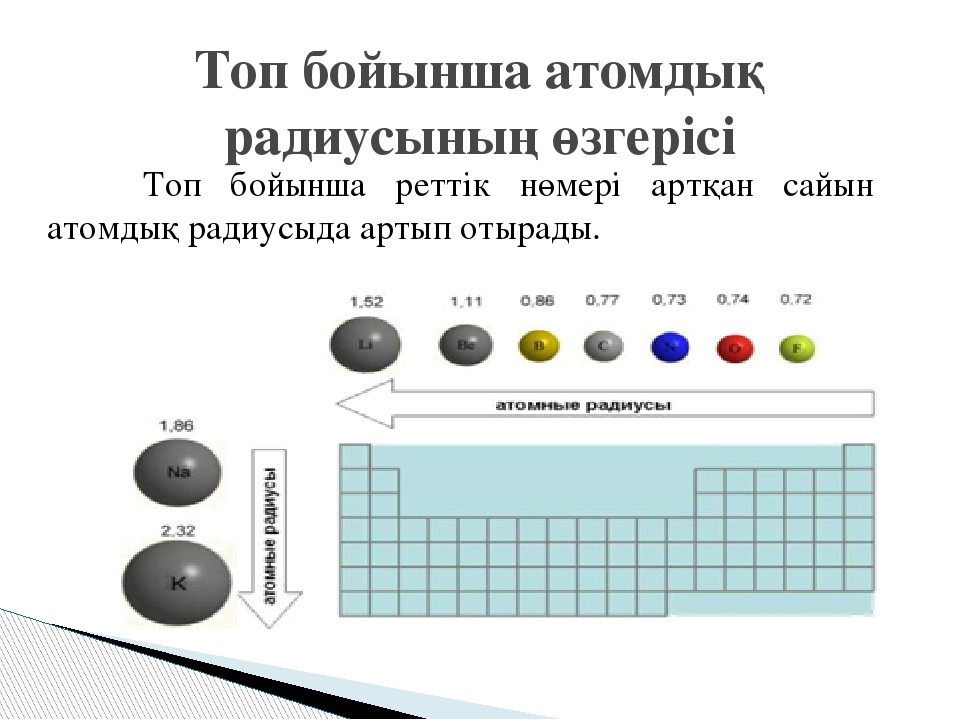 Топ бойынша атомдық
радиусының өзгерісі
Топ бойынша реттік нөмері артқан сайын
атомдық радиусыда артып отырады.
1,52 1,11 0,86 0,77 0,73 0,74 0,72
Li Be B C N O F
атомные радиусы
1,86
Na
атомные радиусы
2,32
K